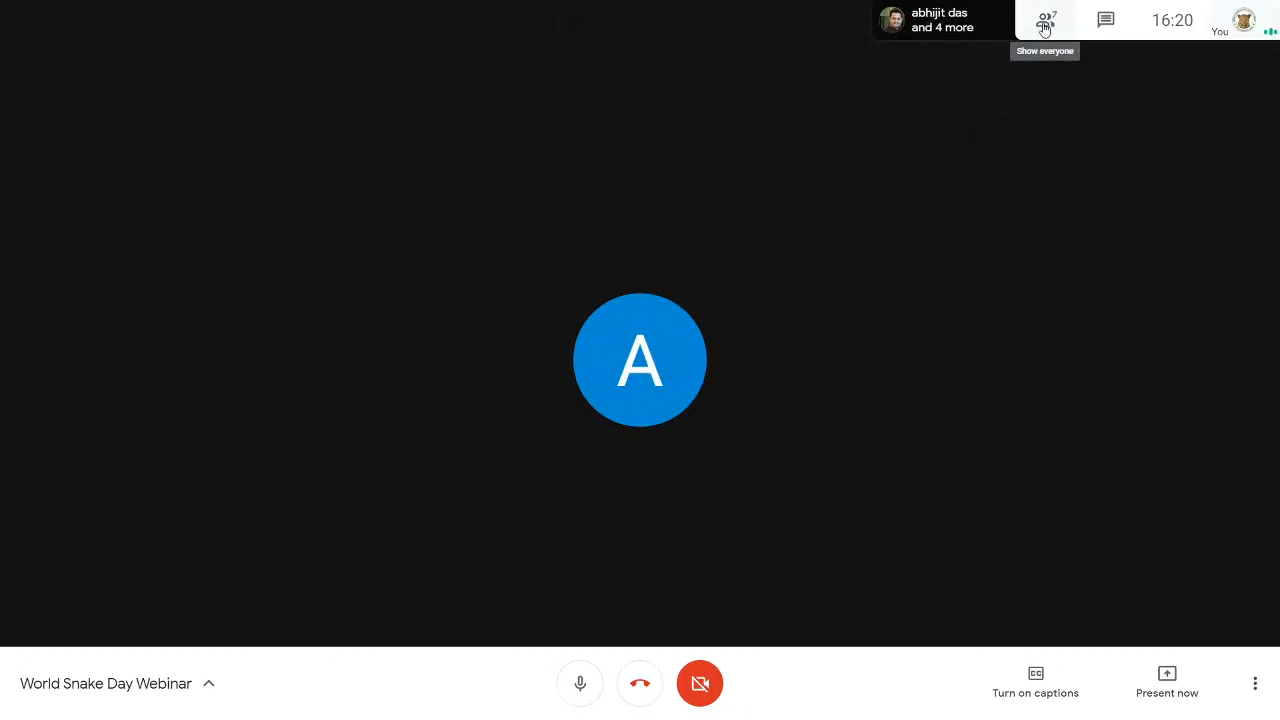 abhijit das
and 4 more
7
16:20
You
Show everyone
A
World Snake Day Webinar
CC
Turn on captions
Present now